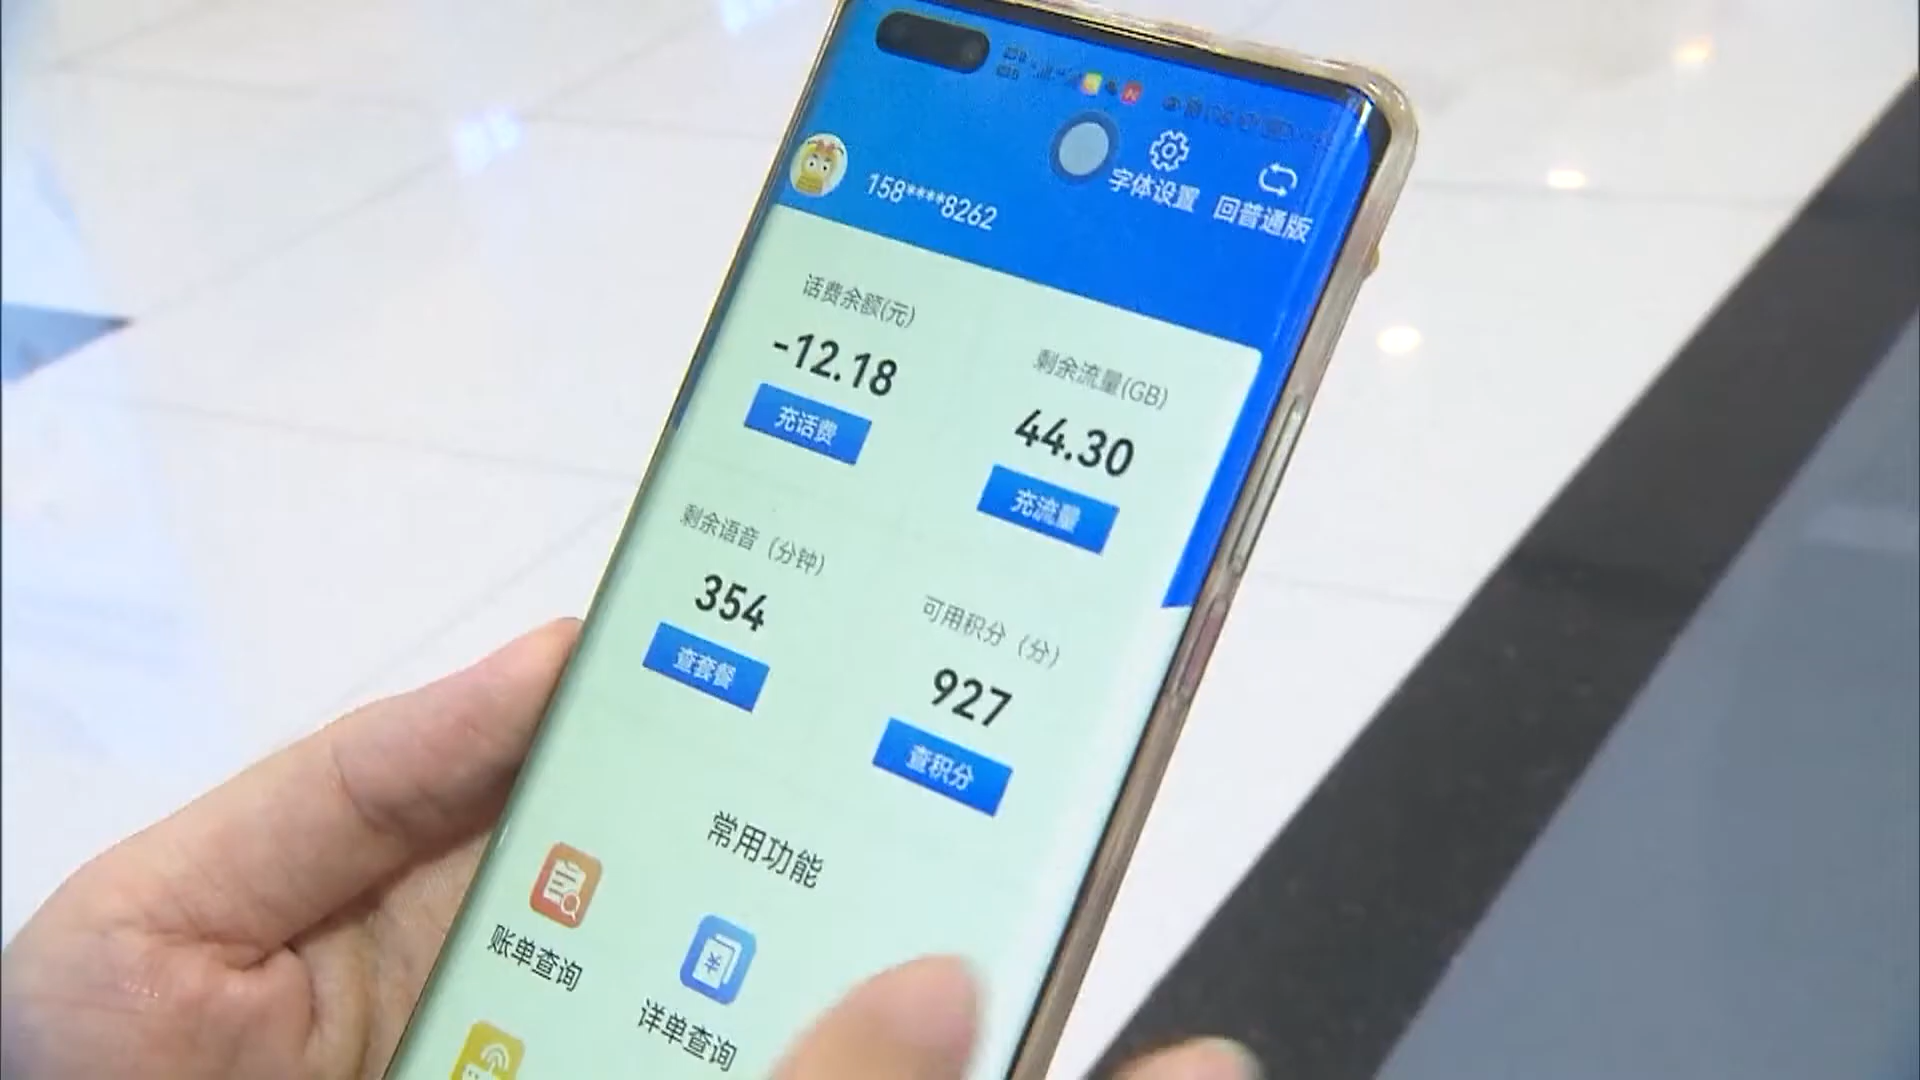 158****8262
字体设置
回普通版
话费余额(元)
-12.18
充话费
剩余流量(GB)
44.30
充流量
剩余语音（分钟）
354
查套餐
可用积分（分）
927
查积分
常用功能
账单查询
详单查询